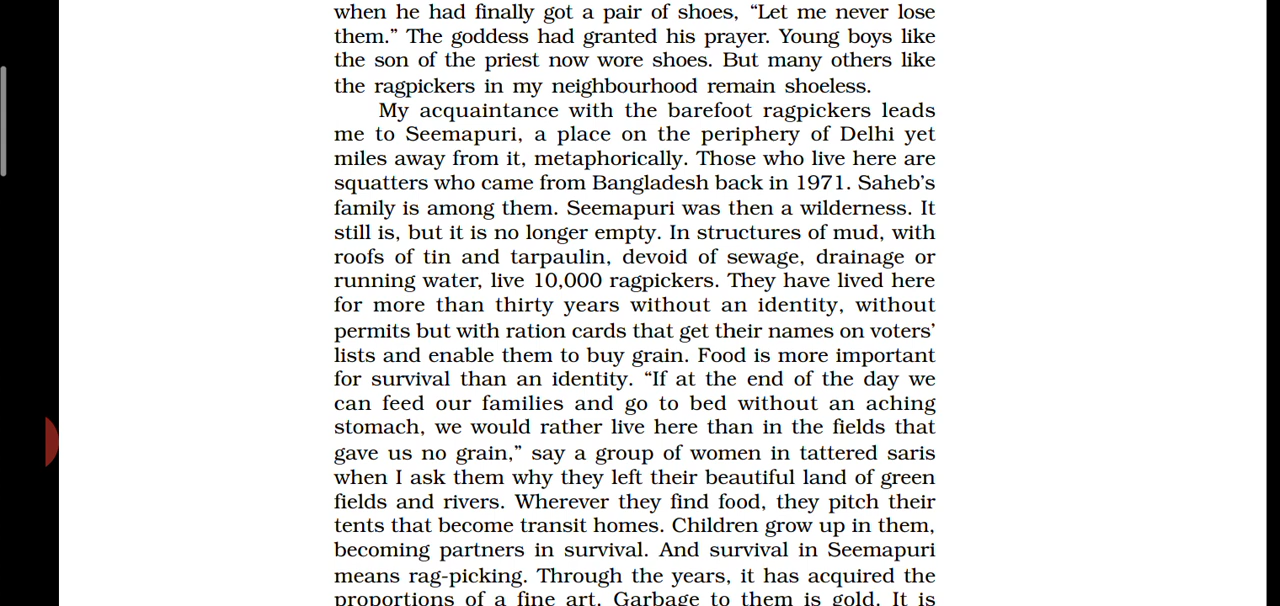 when he had finally got a pair of shoes, “Let me never lose
them.” The goddess had granted his prayer. Young boys like
the son of the priest now wore shoes. But many others like
the ragpickers in my neighbourhood remain shoeless.
My acquaintance with the barefoot ragpickers leads
me to Seemapuri, a place on the periphery of Delhi yet
miles away from it, metaphorically. Those who live here are
squatters who came from Bangladesh back in 1971. Saheb’s
family is among them. Seemapuri was then a wilderness. It
still is, but it is no longer empty. In structures of mud, with
roofs of tin and tarpaulin, devoid of sewage, drainage or
running water, live 10,000 ragpickers. They have lived here
for more than thirty years without an identity, without
permits but with ration cards that get their names on voters’
lists and enable them to buy grain. Food is more important
for survival than an identity. “If at the end of the day we
can feed our families and go to bed without an aching
stomach, we would rather live here than in the fields that
gave us no grain,” say a group of women in tattered saris
when I ask them why they left their beautiful land of green
fields and rivers. Wherever they find food, they pitch their
tents that become transit homes. Children grow up in them,
becoming partners in survival. And survival in Seemapuri
means rag-picking. Through the years, it has acquired the
proportions of a fine art. Garbage to them is gold. It is